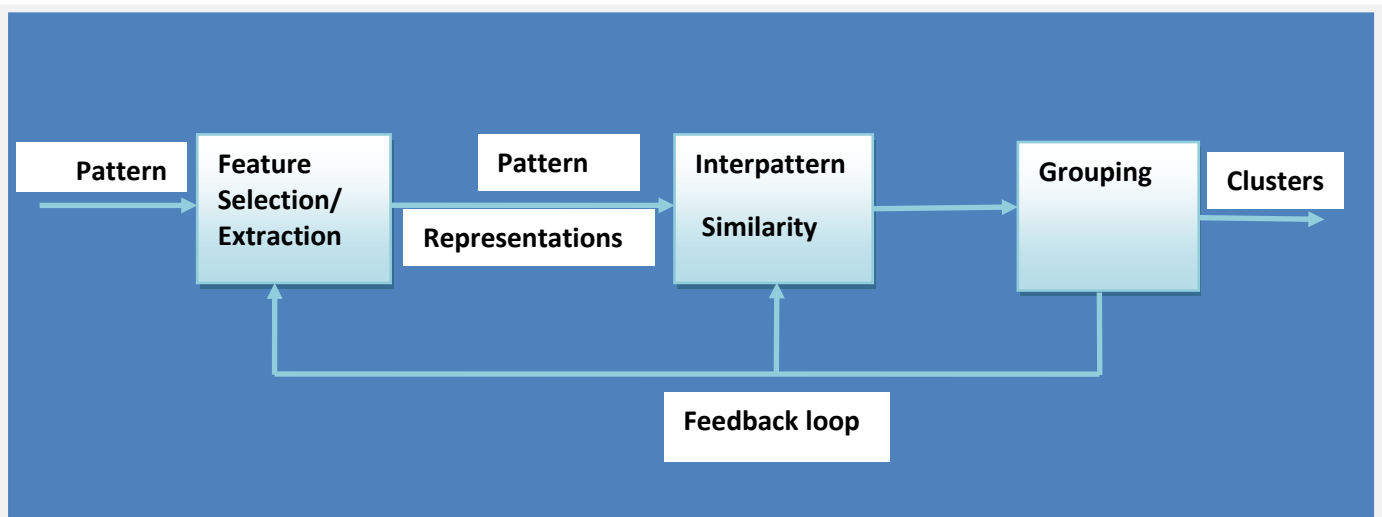 Pattern
Feature
Selection/
Extraction
Pattern
Representations
Interpattern
Similarity
Grouping
Clusters
Feedback loop